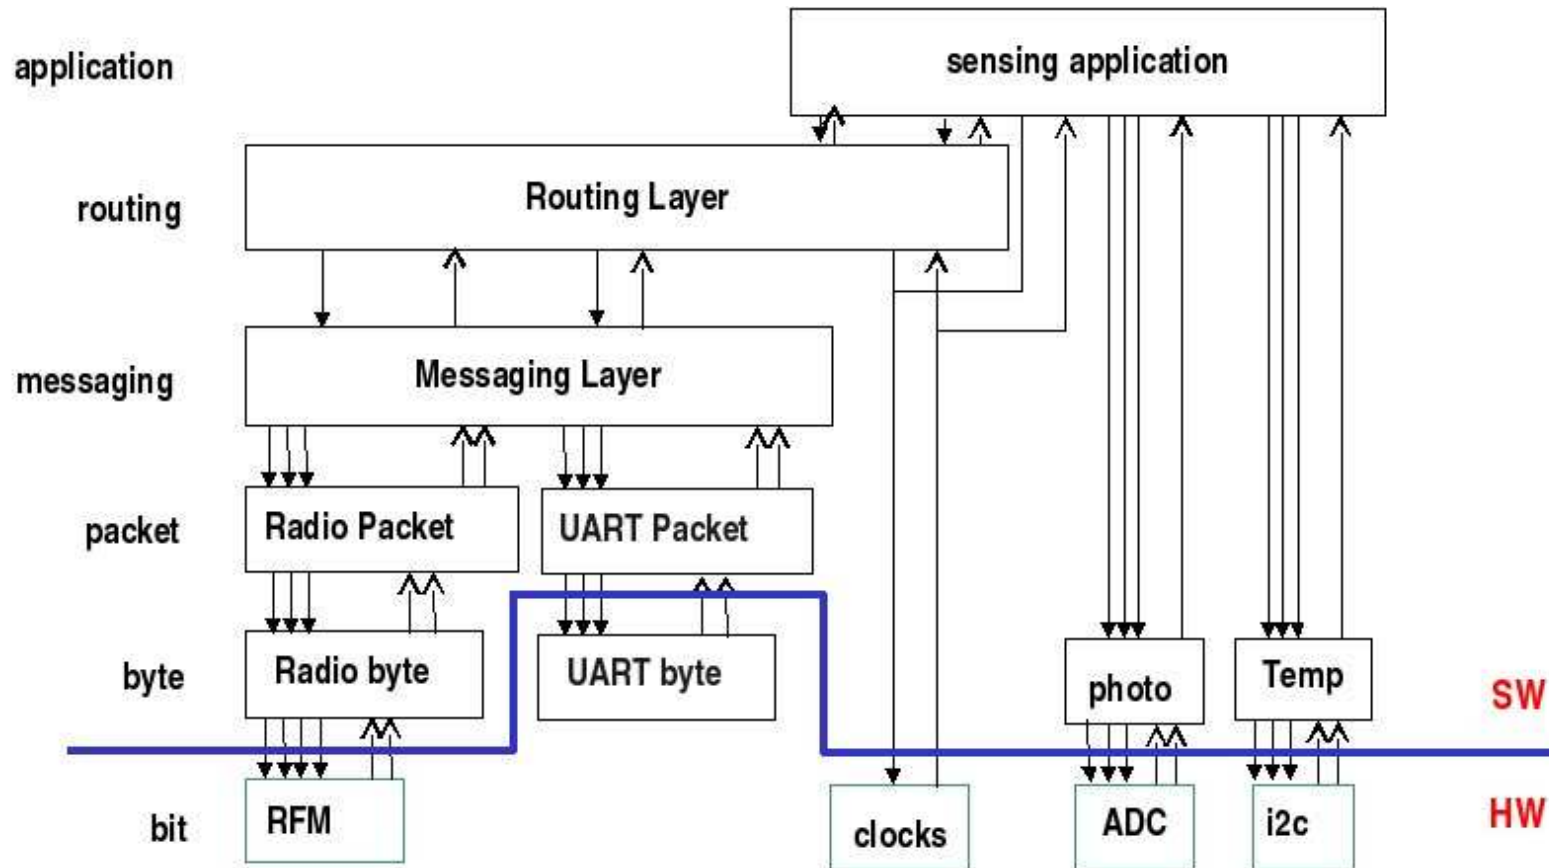 application
sensing application
routing
Routing Layer
messaging
Messaging Layer
packet
Radio Packet
UART Packet
byte
Radio byte
UART byte
photo
Temp
SW
bit
RFM
clocks
ADC
i2c
HW